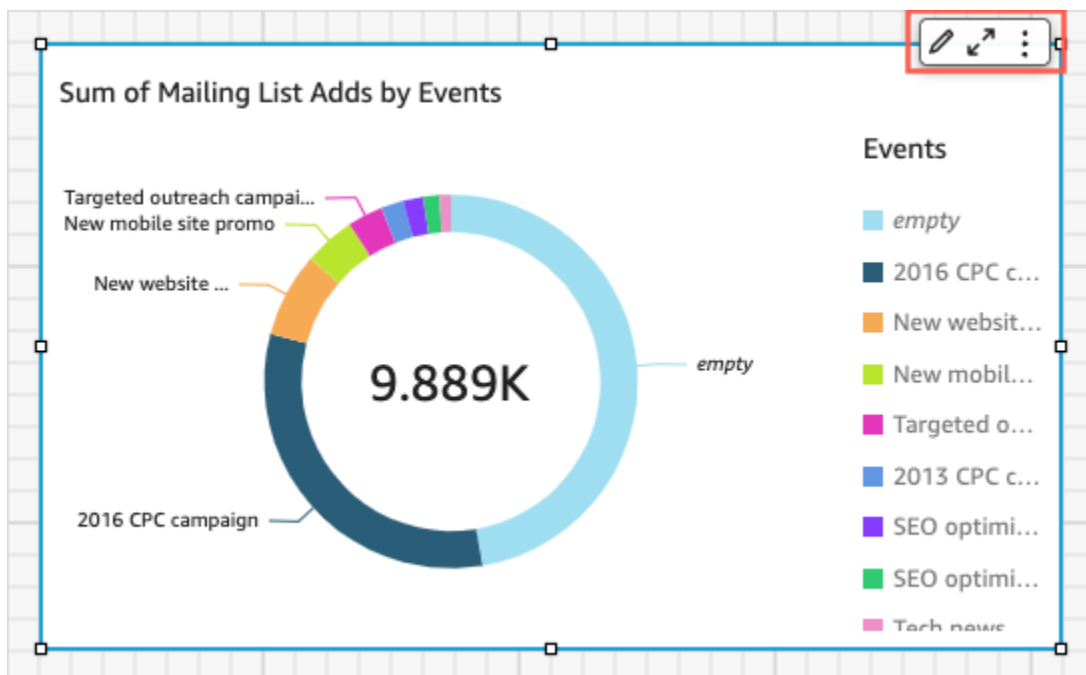 Sum of Mailing List Adds by Events
Targeted outreach campai...
New mobile site promo
New website ...
empty
9.889K
2016 CPC campaign
Events
empty
2016 CPC c...
New websit...
New mobil...
Targeted o...
2013 CPC c...
SEO optimi...
SEO optimi...
Tech news